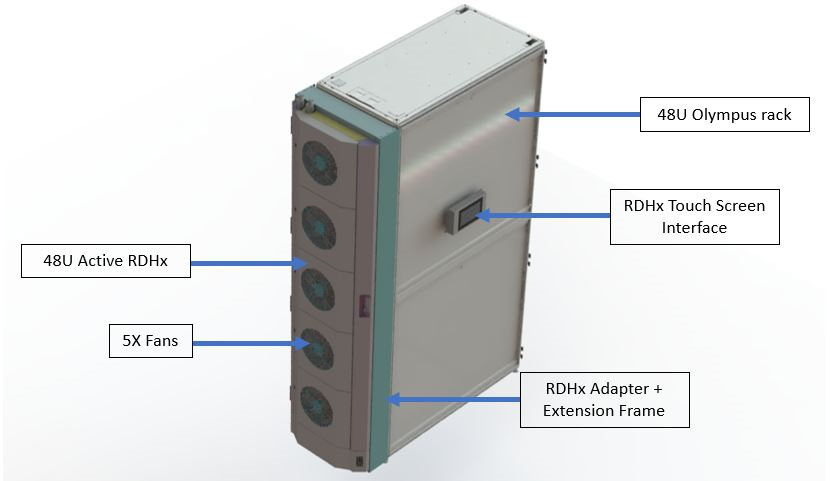 48U Olympus rack
RDHx Touch Screen
Interface
48U Active RDHx
5X Fans
RDHx Adapter +
Extension Frame